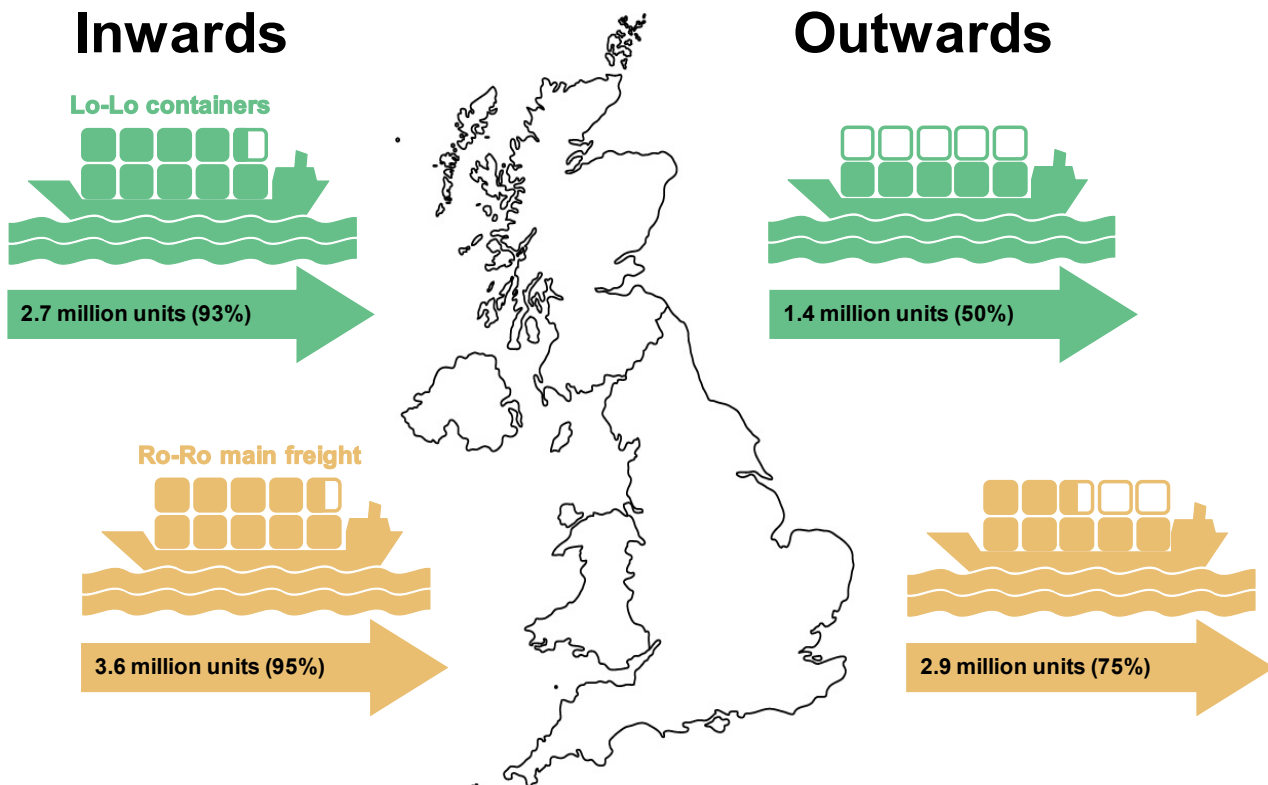 Inwards
Outwards
Lo-Lo containers
2.7 million units (93%)
1.4 million units (50%)
Ro-Ro main freight
3.6 million units (95%)
2.9 million units (75%)